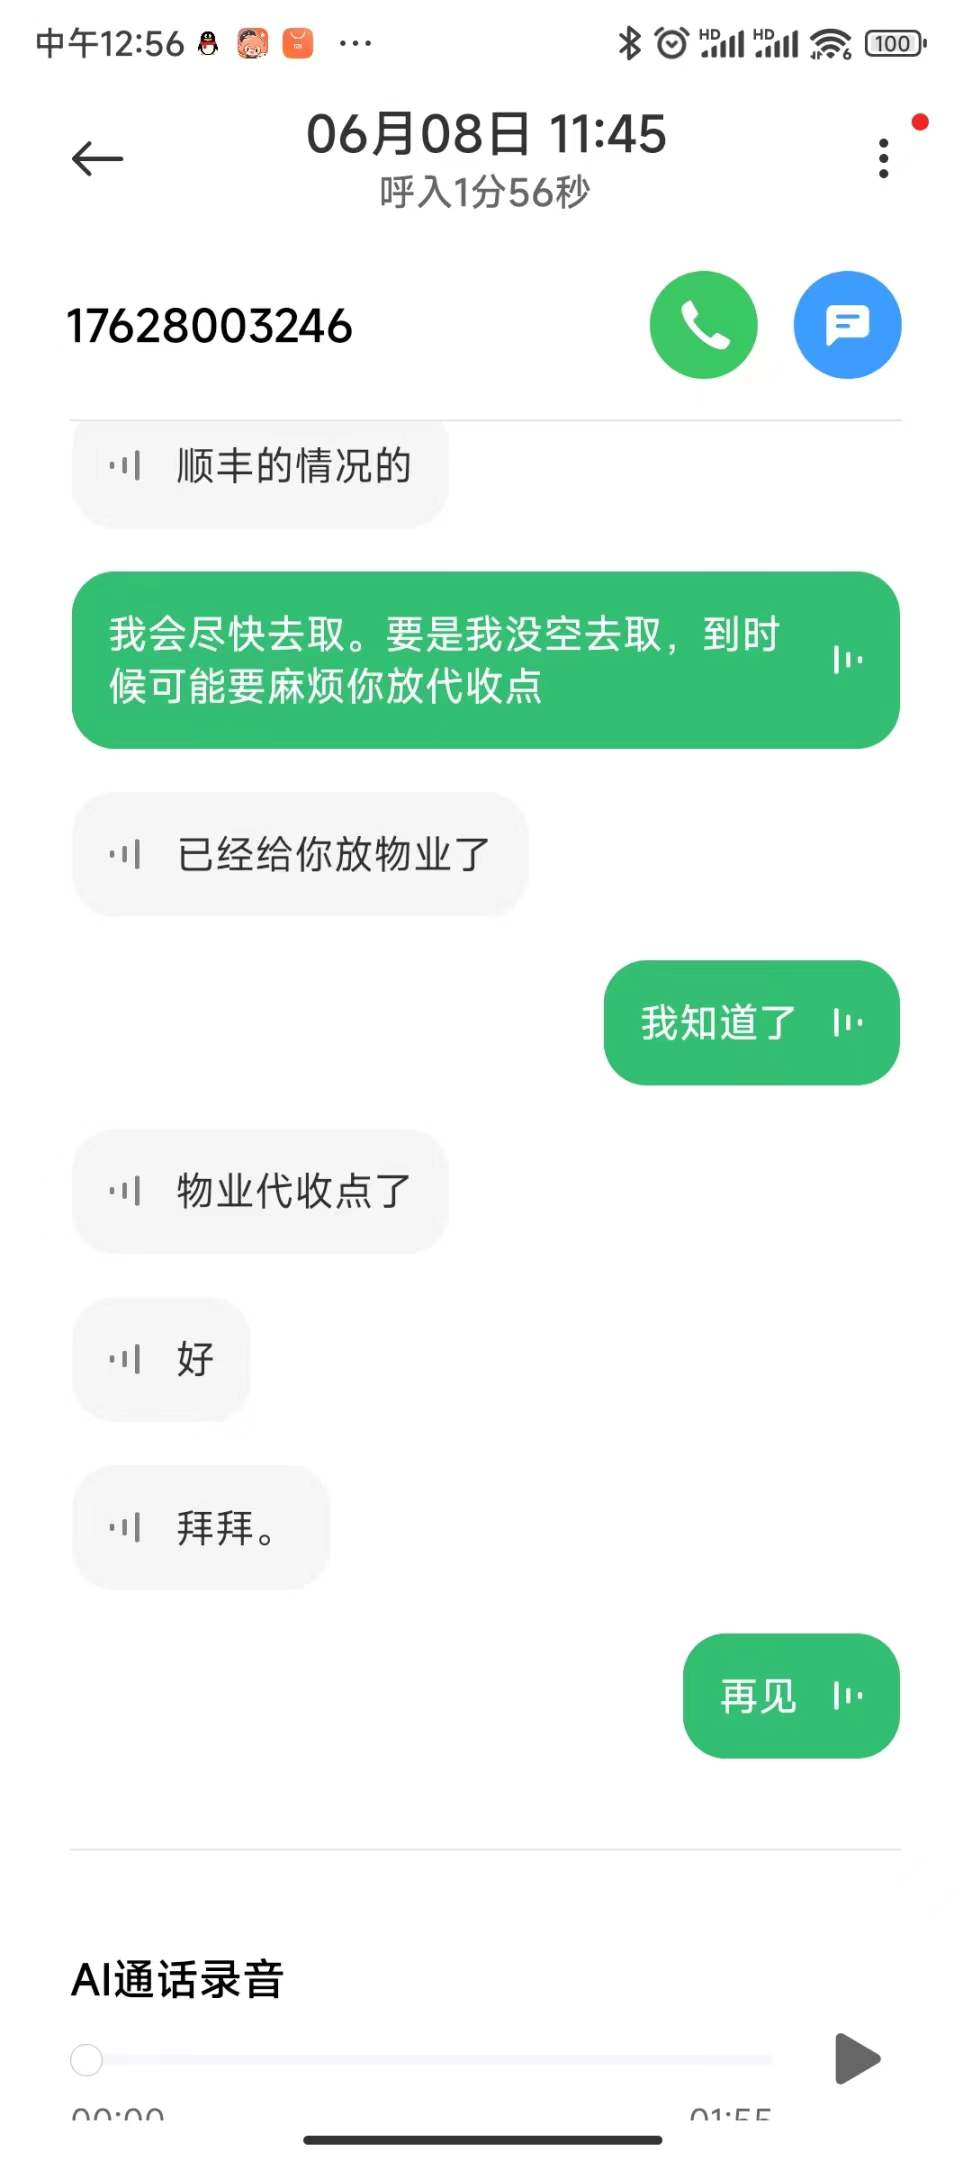 中午12:56
HD HD 6 100
06月08日 11:45
呼入1分56秒
17628003246
顺丰的情况的
我会尽快去取。要是我没空去取，到时
候可能要麻烦你放代收点
已经给你放物业了
我知道了
物业代收点了
好
拜拜。
再见
AI通话录音
00:00 01:55